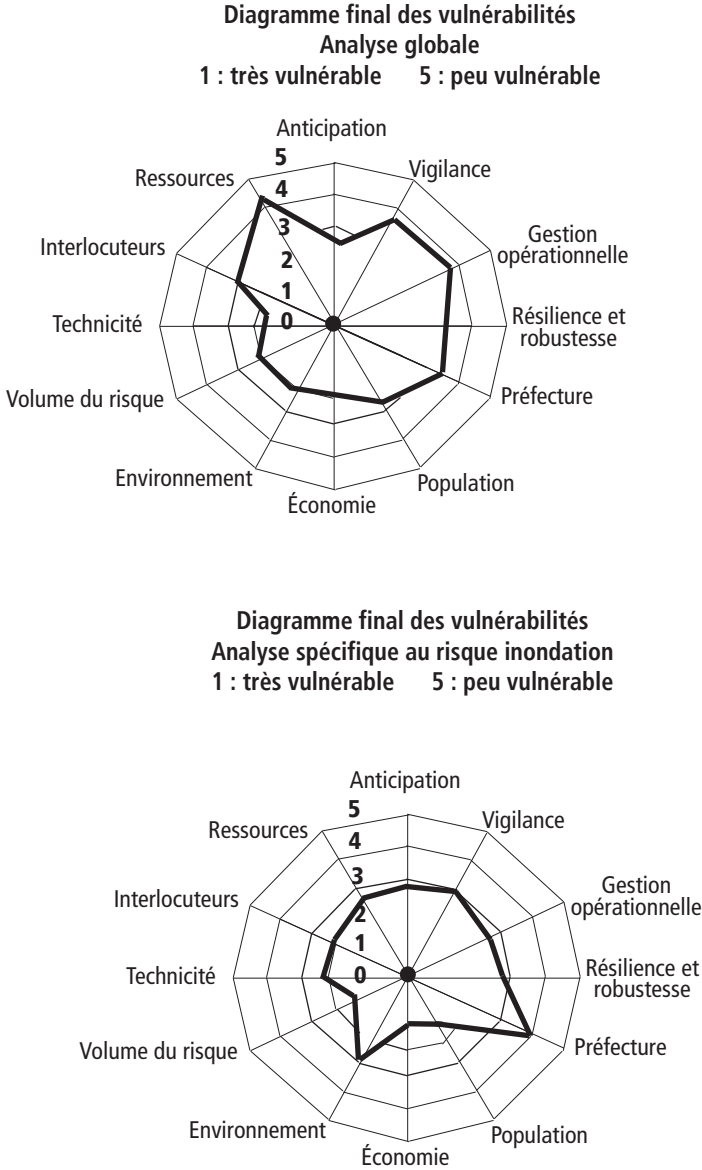 Diagramme final des vulnérabilités
Analyse globale
1 : très vulnérable 5 : peu vulnérable
Anticipation
5
Vigilance
Ressources
4
3
Gestion
opérationnelle
Interlocuteurs
2
1
Technicité
0
Résilience et
robustesse
Volume du risque
Préfecture
Environnement
Population
Économie
Diagramme final des vulnérabilités
Analyse spécifique au risque inondation
1 : très vulnérable 5 : peu vulnérable
Anticipation
5
Vigilance
Ressources
4
3
Gestion
opérationnelle
Interlocuteurs
2
1
Technicité
0
Résilience et
robustesse
Volume du risque
Préfecture
Environnement
Population
Économie